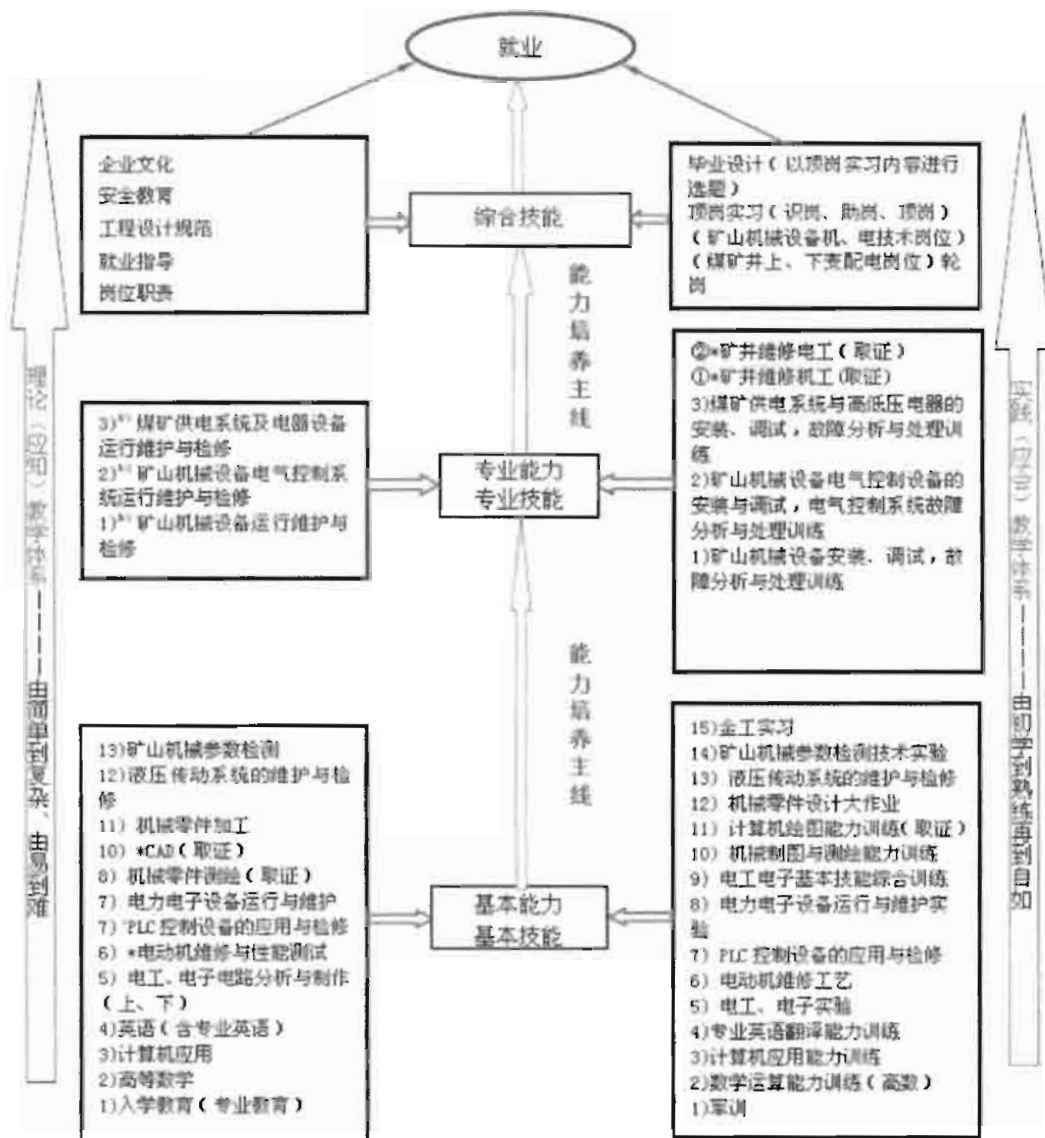 就业
企业文化
安全教育
工程设计规范
就业指导
岗位职责
综合技能
毕业设计(以顶岗实习内容进行
选题)
顶岗实习(识岗、助岗、顶岗)
(矿山机械设备机、电技术岗位)
(煤矿井上、下变配电岗位)轮
岗
能力培养主线
3) 煤矿供电系统及电器设备
运行维护与检修
2) 矿山机械设备电气控制系
统运行维护与检修
1) 矿山机械设备运行维护与
检修
专业能力
专业技能
②*矿井维修电工(取证)
①*矿井维修机工(取证)
3)煤矿供电系统与高低压电器的
安装、调试,故障分析与处理训
练
2)矿山机械设备电气控制设备的
安装与调试,电气控制系统故障
分析与处理训练
1)矿山机械设备安装、调试,故
障分析与处理训练
能力培养主线
13)矿山机械参数检测
12)液压传动系统的维护与检
修
11) 机械零件加工
10) *CAD(取证)
8) 机械零件测绘(取证)
7) 电力电子设备运行与维护
7) *PLC 控制设备的应用与检修
6) *电动机维修与性能测试
5) 电工、电子电路分析与制作
(上、下)
4)英语(含专业英语)
3)计算机应用
2)高等数学
1)入学教育(专业教育)
基本能力
基本技能
15)金工实习
14)矿山机械参数检测技术实验
13) 液压传动系统的维护与检修
12) 机械零件设计大作业
11) 计算机绘图能力训练(取证)
10) 机械制图与测绘能力训练
9) 电工电子基本技能综合训练
8) 电力电子设备运行与维护实
验
7) PLC 控制设备的应用与检修
6) 电动机维修工艺
5) 电工、电子实验
4)专业英语翻译能力训练
3)计算机应用能力训练
2)数学运算能力训练(高数)
1)军训
理论(应知)教学体系————由简单到复杂、由易到难
实践(应会)教学体系————由初学到熟练再到自如